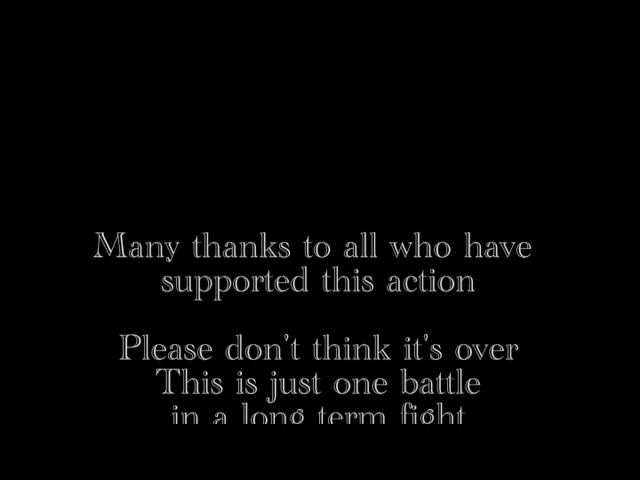 Many thanks to all who have
supported this action
Please don't think it's over
This is just one battle
in a long term fight